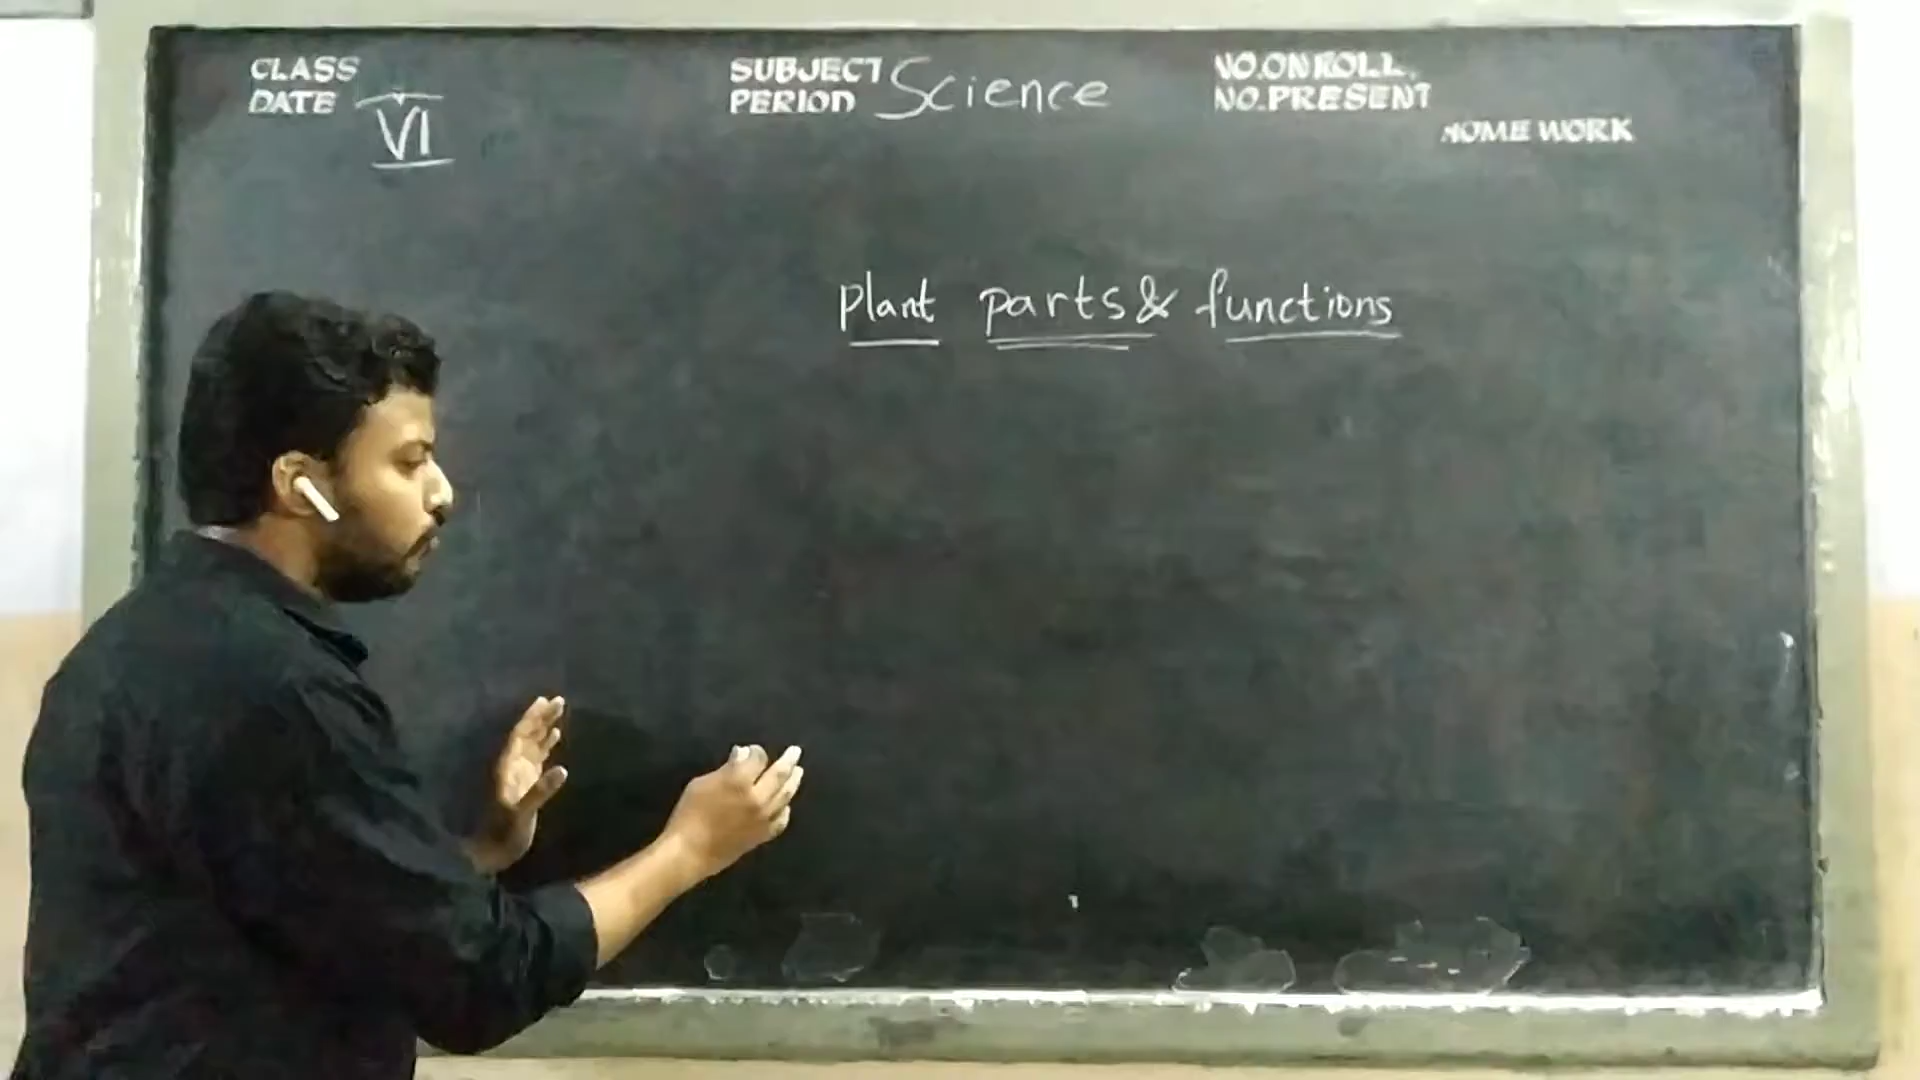 CLASS
DATE
VI
SUBJECT Science
PERIOD
NO.ON ROLL.
NO.PRESENT
HOME WORK
Plant parts & functions